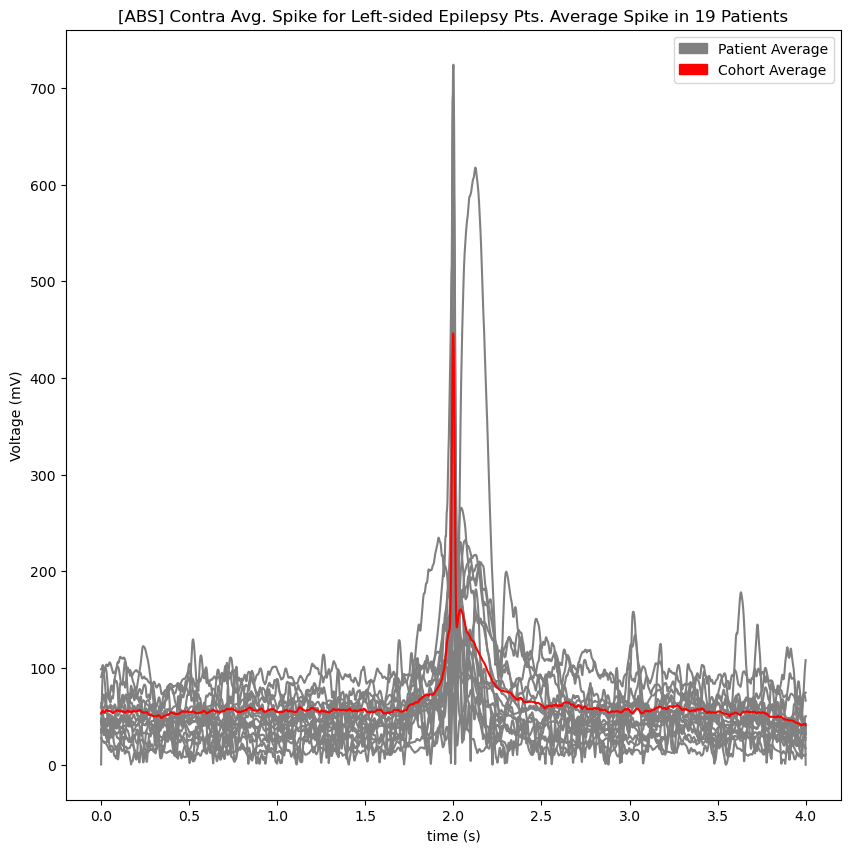 [ABS] Contra Avg. Spike for Left-sided Epilepsy Pts. Average Spike in 19 Patients
Patient Average
Cohort Average
700
600
500
400
300
200
100
0
Voltage (mV)
0.0 0.5 1.0 1.5 2.0 2.5 3.0 3.5 4.0
time (s)